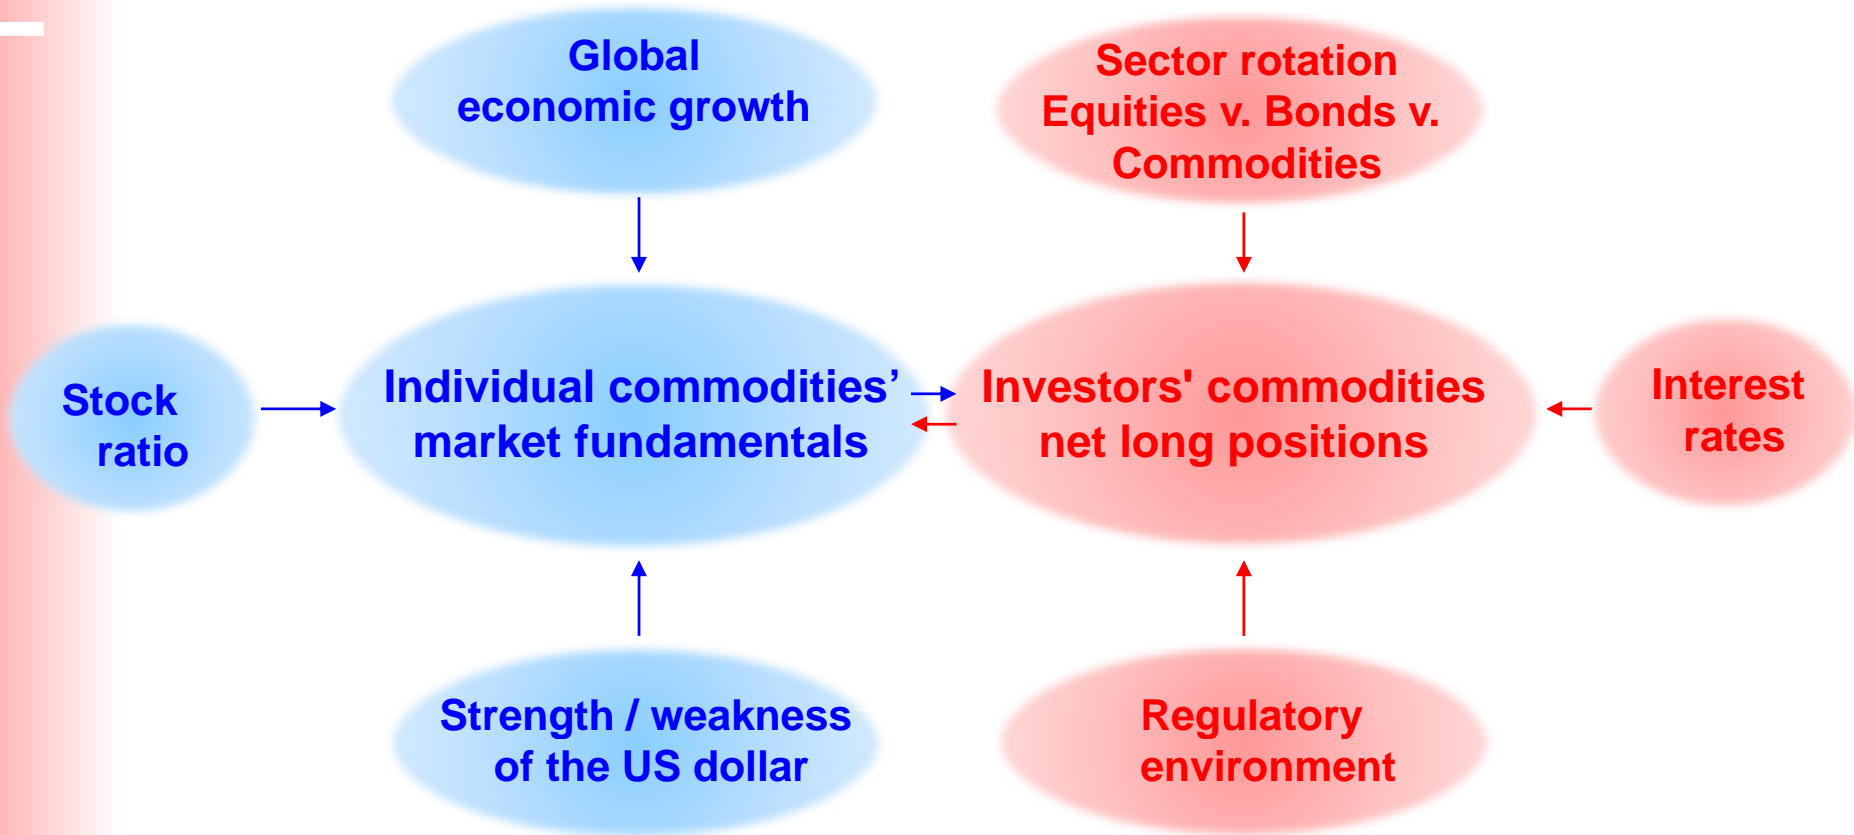 Global
economic growth
Sector rotation
Equities v. Bonds v.
Commodities
Stock
ratio
Individual commodities’
market fundamentals
Investors' commodities
net long positions
Interest
rates
Strength / weakness
of the US dollar
Regulatory
environment